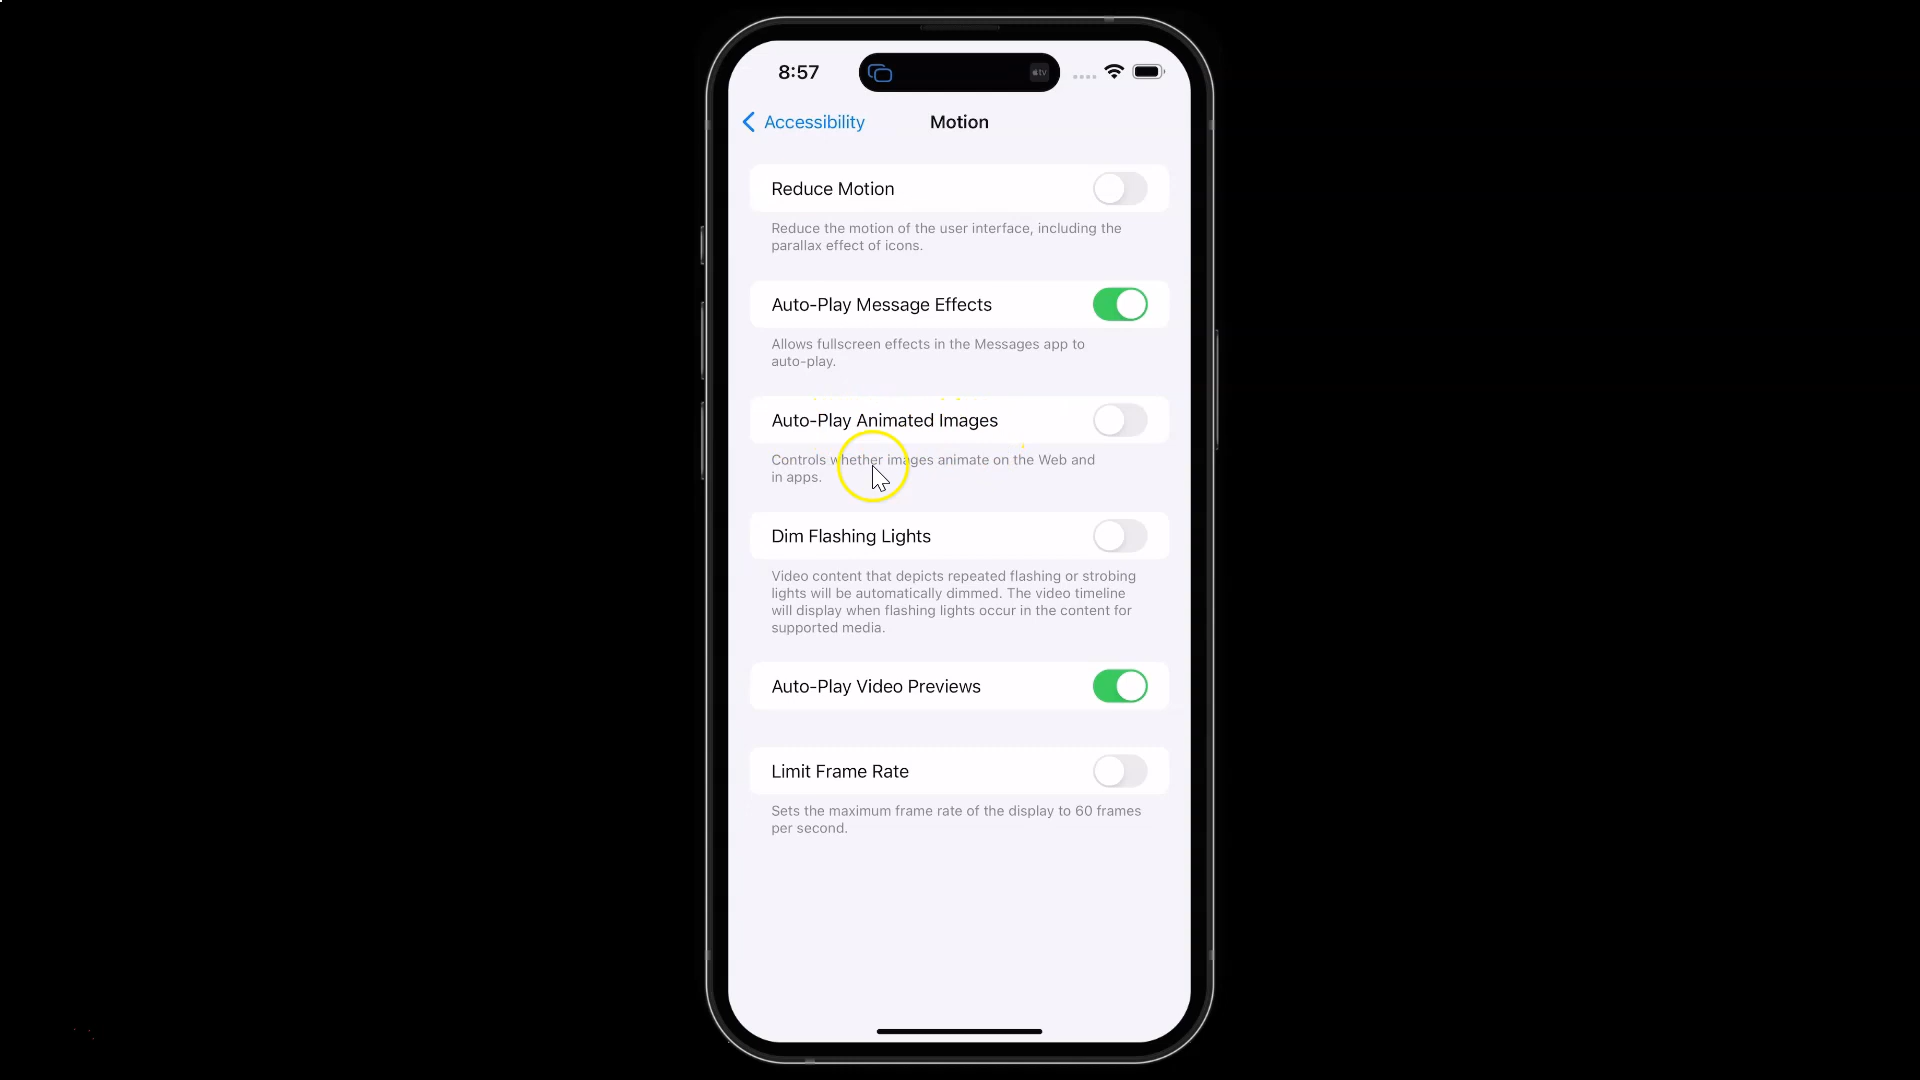 8:57
tv
Accessibility
Motion
Reduce Motion
Reduce the motion of the user interface, including the
parallax effect of icons.
Auto-Play Message Effects
Allows fullscreen effects in the Messages app to
auto-play.
Auto-Play Animated Images
Controls whether images animate on the Web and
in apps.
Dim Flashing Lights
Video content that depicts repeated flashing or strobing
lights will be automatically dimmed. The video timeline
will display when flashing lights occur in the content for
supported media.
Auto-Play Video Previews
Limit Frame Rate
Sets the maximum frame rate of the display to 60 frames
per second.